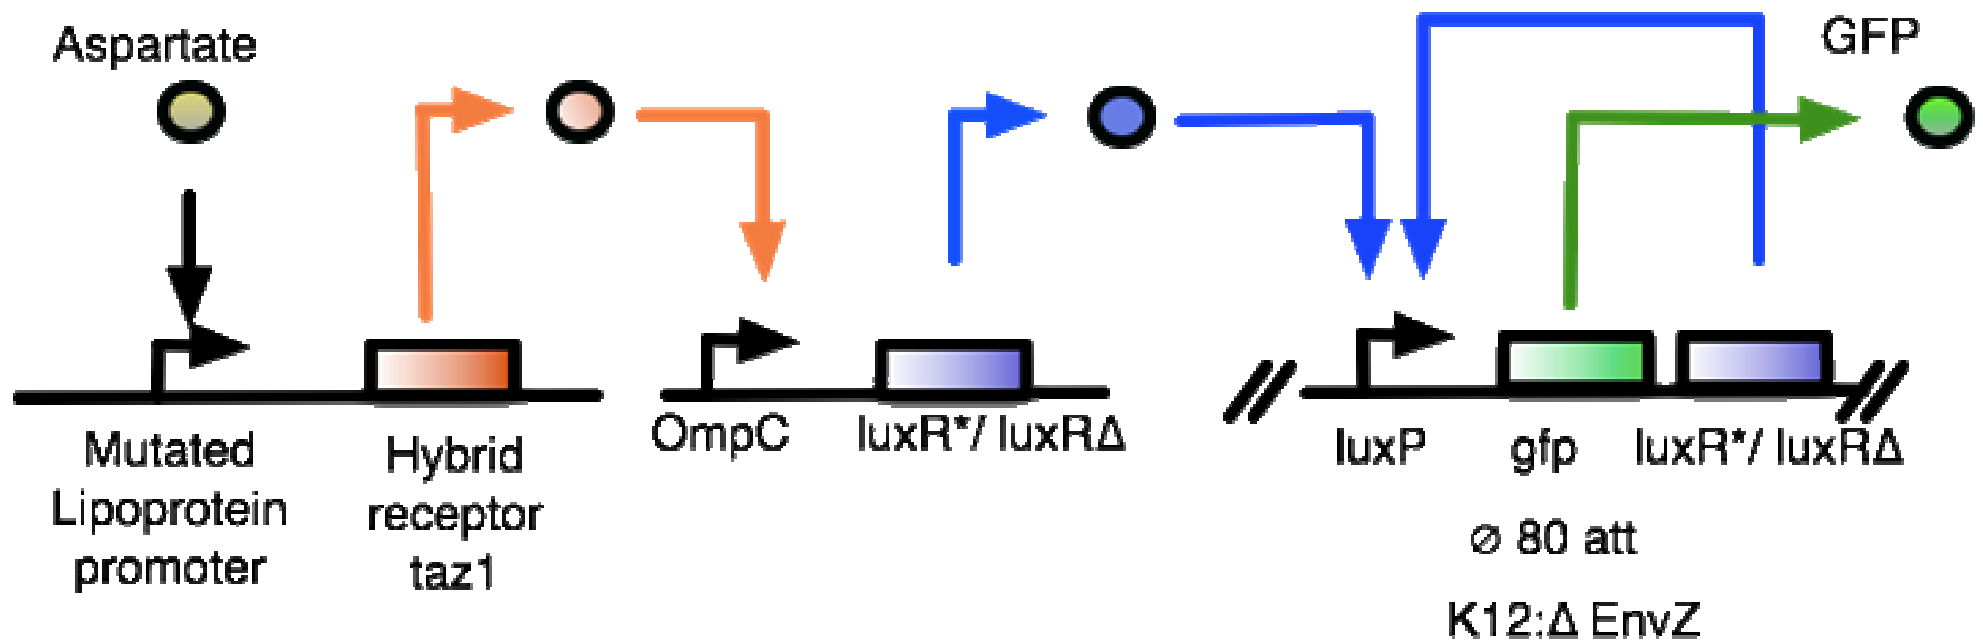 Aspartate
GFP
Mutated
Lipoprotein
promoter
Hybrid
receptor
taz1
OmpC
luxR*/ luxRΔ
luxP
gfp
luxR*/ luxRΔ
∅ 80 att
K12:Δ EnvZ